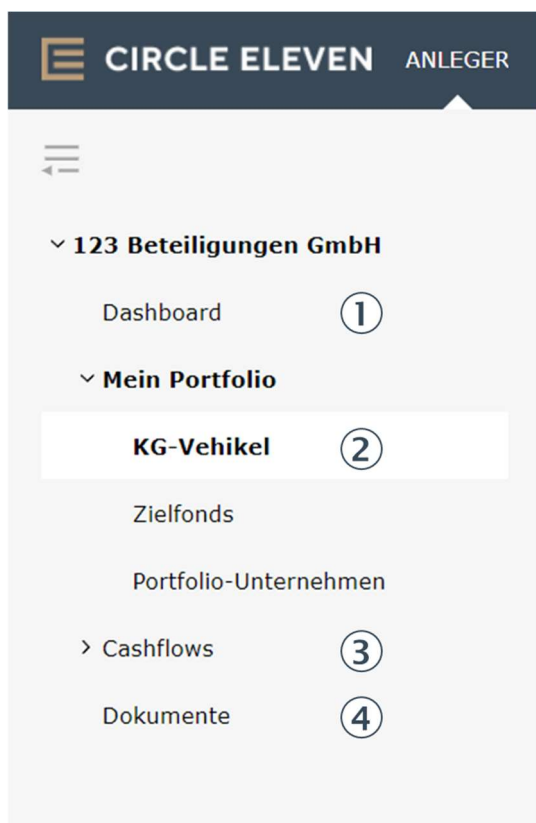 CIRCLE ELEVEN ANLEGER
123 Beteiligungen GmbH
Dashboard ①
Mein Portfolio
KG-Vehikel ②
Zielfonds
Portfolio-Unternehmen
Cashflows ③
Dokumente ④